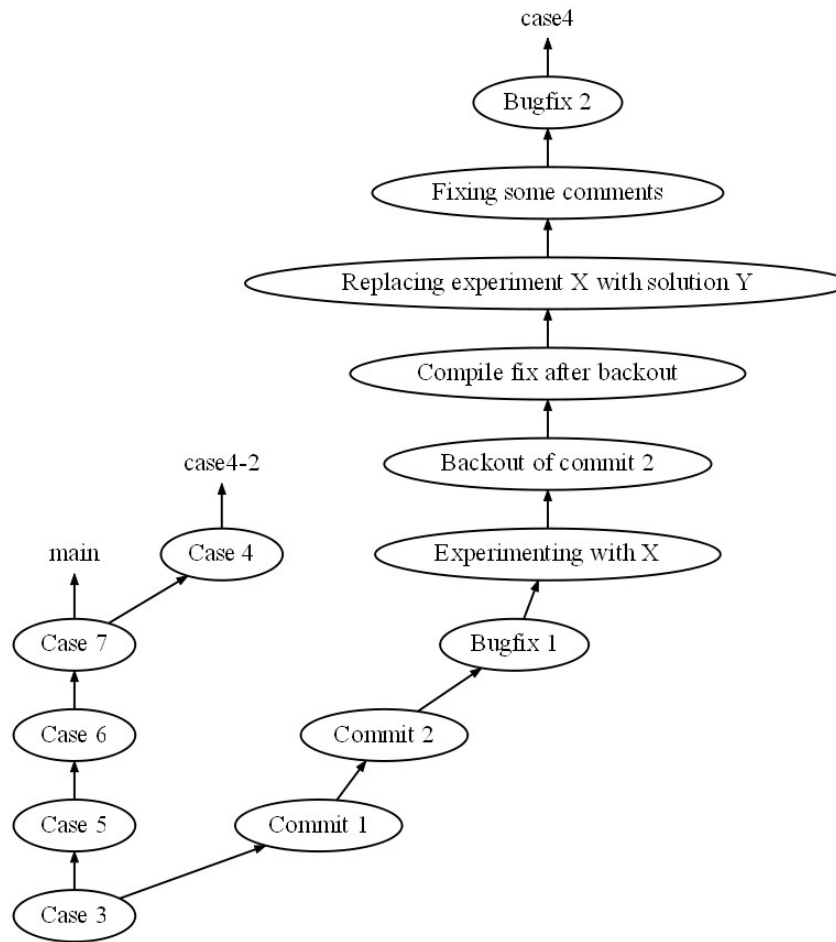 case4
Bugfix 2
Fixing some comments
Replacing experiment X with solution Y
Compile fix after backout
case4-2
Backout of commit 2
main
Case 4
Experimenting with X
Case 7
Bugfix 1
Case 6
Commit 2
Case 5
Commit 1
Case 3